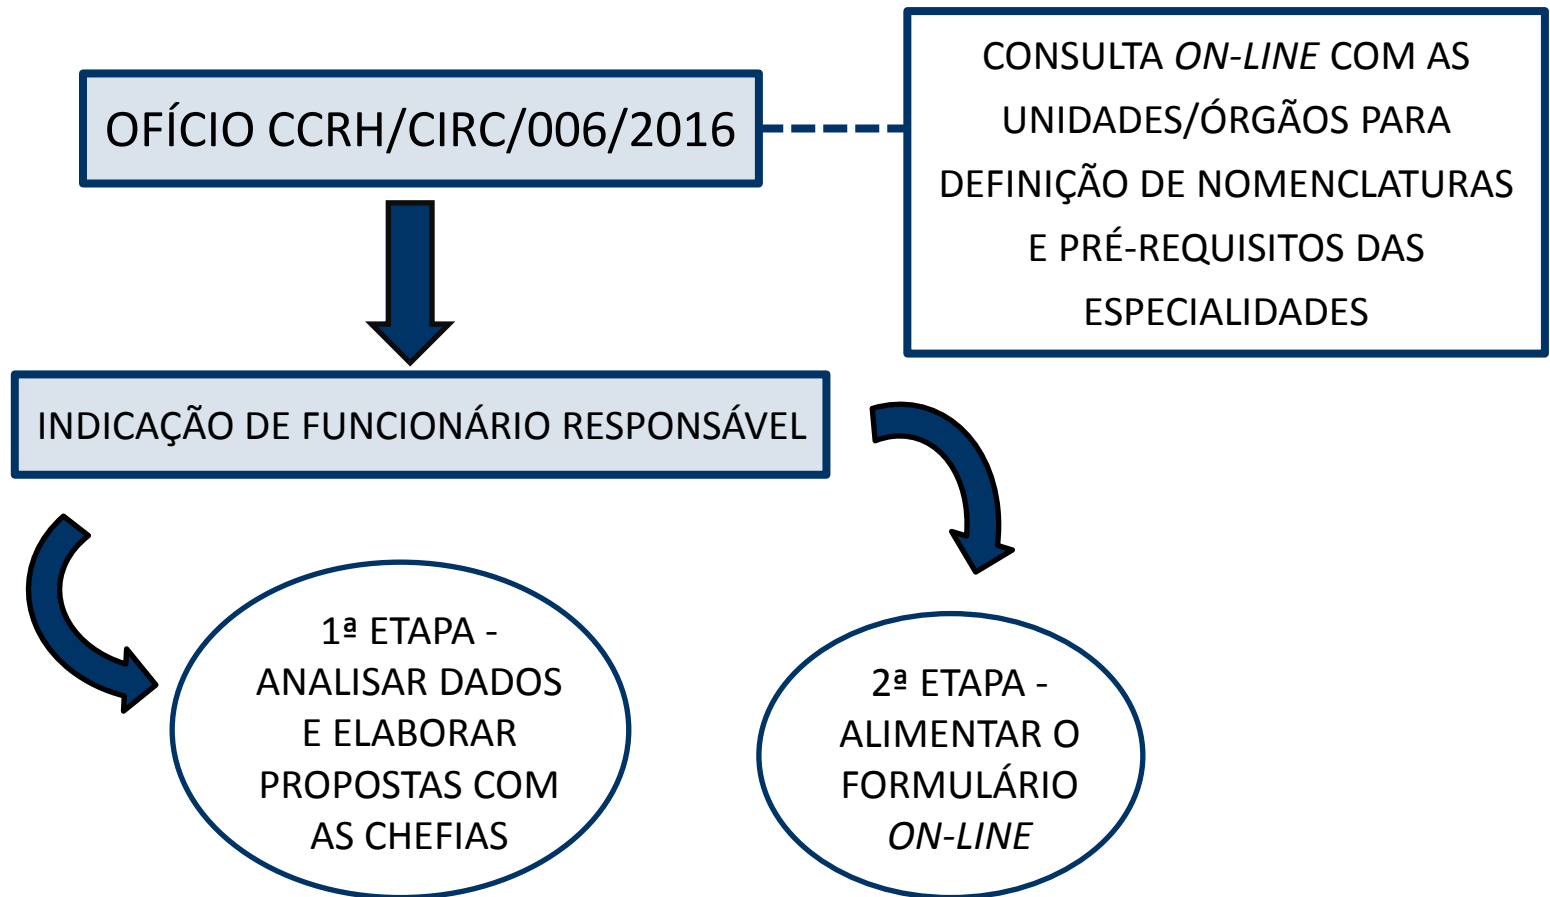 OFÍCIO CCRH/CIRC/006/2016
CONSULTA ON-LINE COM AS
UNIDADES/ÓRGÃOS PARA
DEFINIÇÃO DE NOMENCLATURAS
E PRÉ-REQUISITOS DAS
ESPECIALIDADES
INDICAÇÃO DE FUNCIONÁRIO RESPONSÁVEL
1ª ETAPA -
ANALISAR DADOS
E ELABORAR
PROPOSTAS COM
AS CHEFIAS
2ª ETAPA -
ALIMENTAR O
FORMULÁRIO
ON-LINE